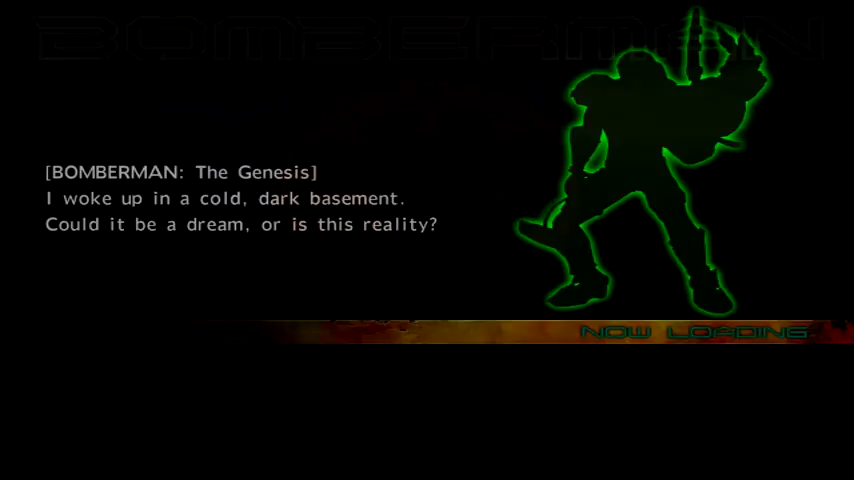 BOMBERMAN
[BOMBERMAN: The Genesis]
I woke up in a cold, dark basement.
Could it be a dream, or is this reality?
NOW LOADING